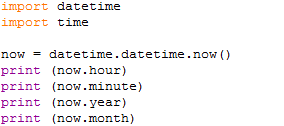 import datetime
import time
now = datetime.datetime.now()
print (now.hour)
print (now.minute)
print (now.year)
print (now.month)